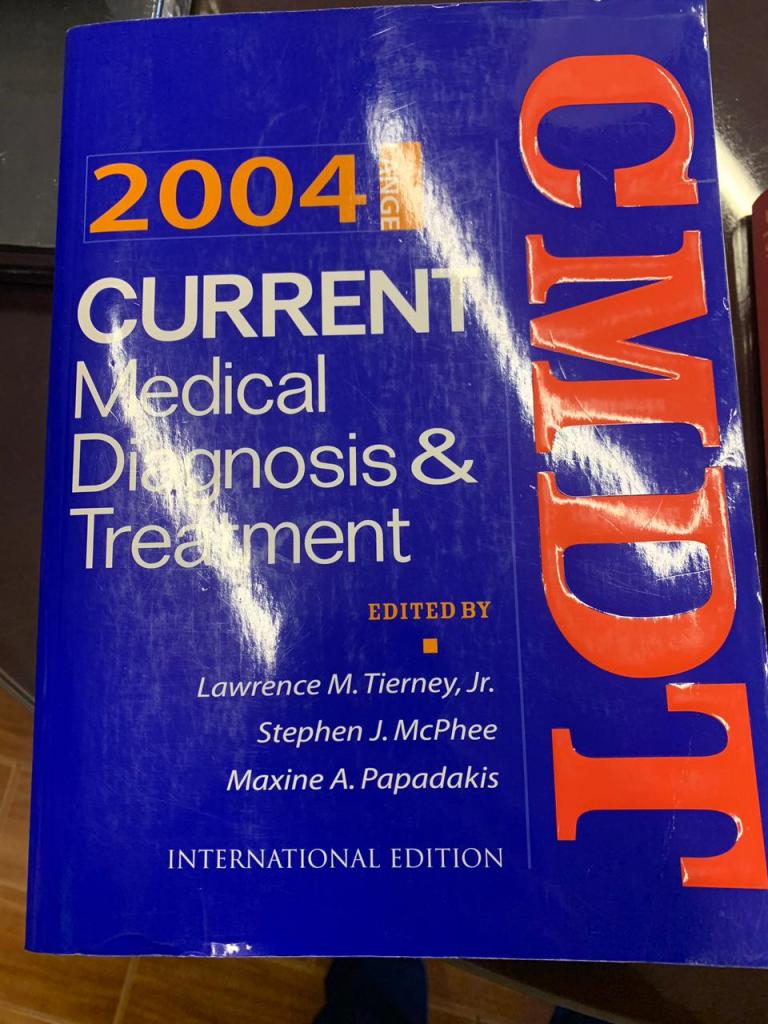 2004
CURRENT
Medical
Diagnosis &
Treatment
EDITED BY
Lawrence M. Tierney, Jr.
Stephen J. McPhee
Maxine A. Papadakis
INTERNATIONAL EDITION
CMDT